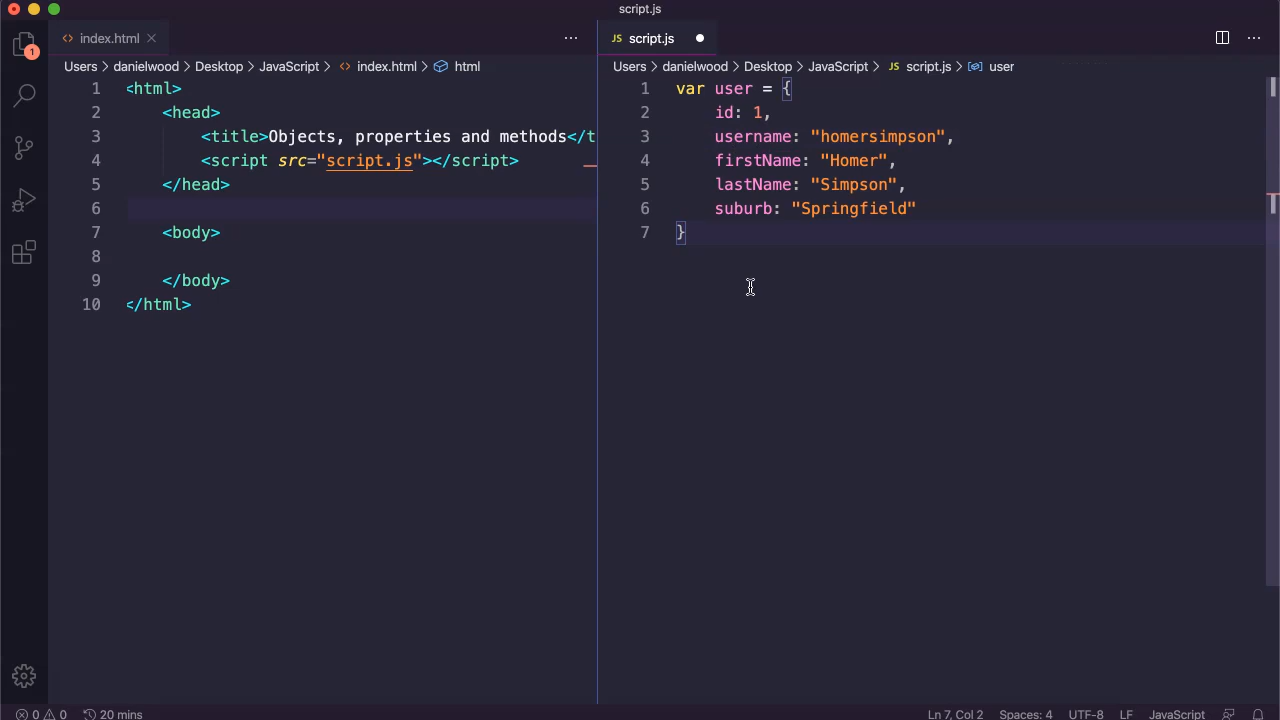 script.js
index.html
JS script.js
Users > danielwood > Desktop > JavaScript > index.html > html
1 <html>
2 <head>
3 <title>Objects, properties and methods</t
4 <script src="script.js"></script>
5 </head>
6
7 <body>
8
9 </body>
10 </html>
Users > danielwood > Desktop > JavaScript > JS script.js > user
1 var user = {
2 id: 1,
3 username: "homersimpson",
4 firstName: "Homer",
5 lastName: "Simpson",
6 suburb: "Springfield"
7 }
1
0 0 20 mins
Ln 7, Col 2 Spaces: 4 UTF-8 LF JavaScript